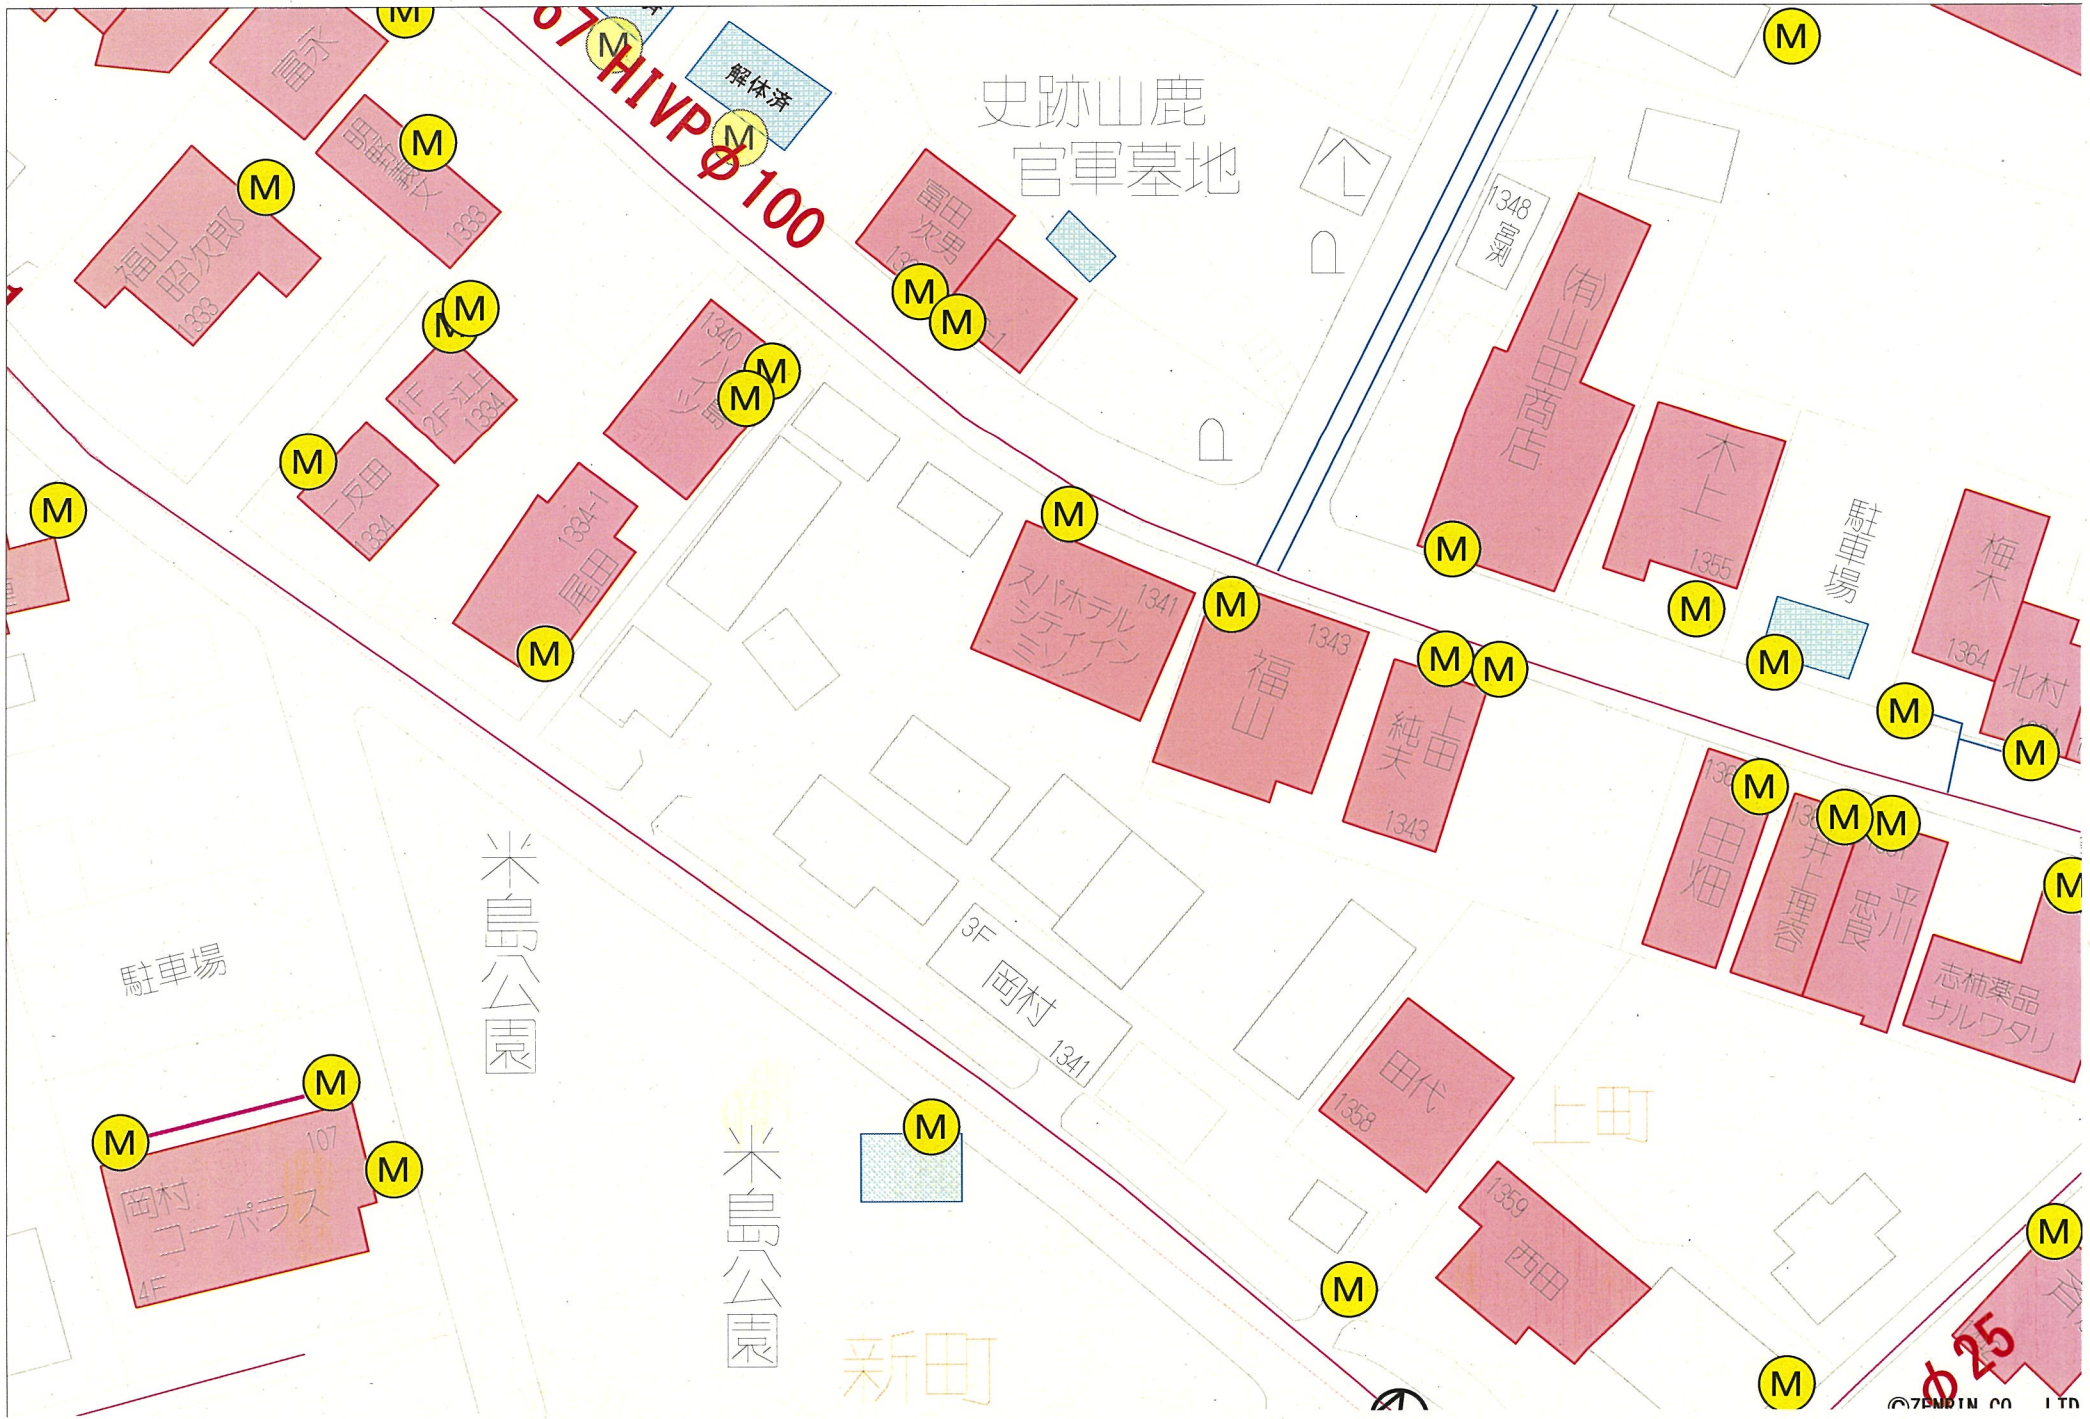 M
富永
M
67 HIVP φ100
M
解体済
M
史跡山鹿
官軍墓地
M
M
福山
昭次郎
1333
M
1333
富田
次男
M
M
1348
宮渕
(有)山田商店
M
M
M
1340
ハイツ
M
M
1F
2F 江上
1334
M
二反田
1334
M
1334-1
尾田
M
M
スパホテル
シティイン
ミソノ
1341
M
福山
1343
M
M
上田
純夫
1343
木上
1355
M
駐車場
M
梅木
1364
北村
M
M
M
田畑
M
M
井上理容
平川
忠良
M
志柿薬品
サルワタリ
米島公園
駐車場
3F
岡村
1341
M
M
M
107
岡村
コーポラス
4F
M
米島公園
新町
田代
1358
上町
1359
西田
M
M
M
φ25
©ZENRIN CO., LTD